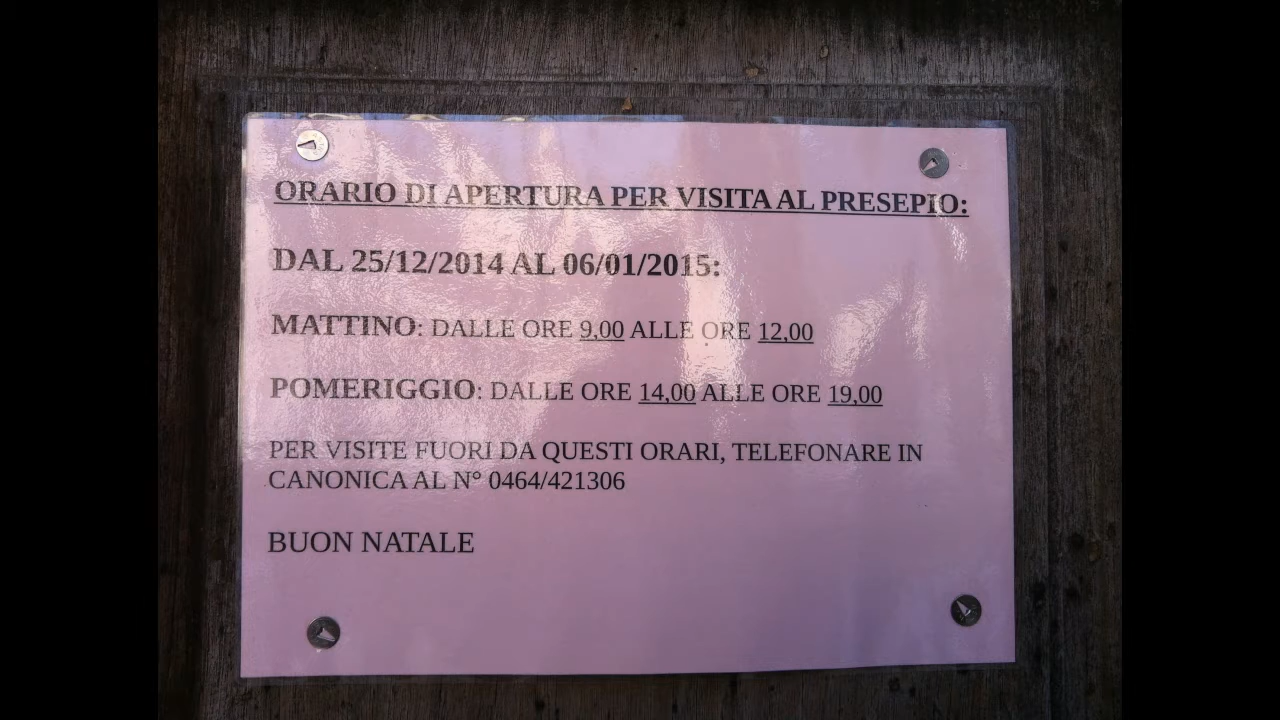 ORARIO DI APERTURA PER VISITA AL PRESEPIO:
DAL 25/12/2014 AL 06/01/2015:
MATTINO: DALLE ORE 9,00 ALLE ORE 12,00
POMERIGGIO: DALLE ORE 14,00 ALLE ORE 19,00
PER VISITE FUORI DA QUESTI ORARI, TELEFONARE IN
CANONICA AL N° 0464/421306
BUON NATALE